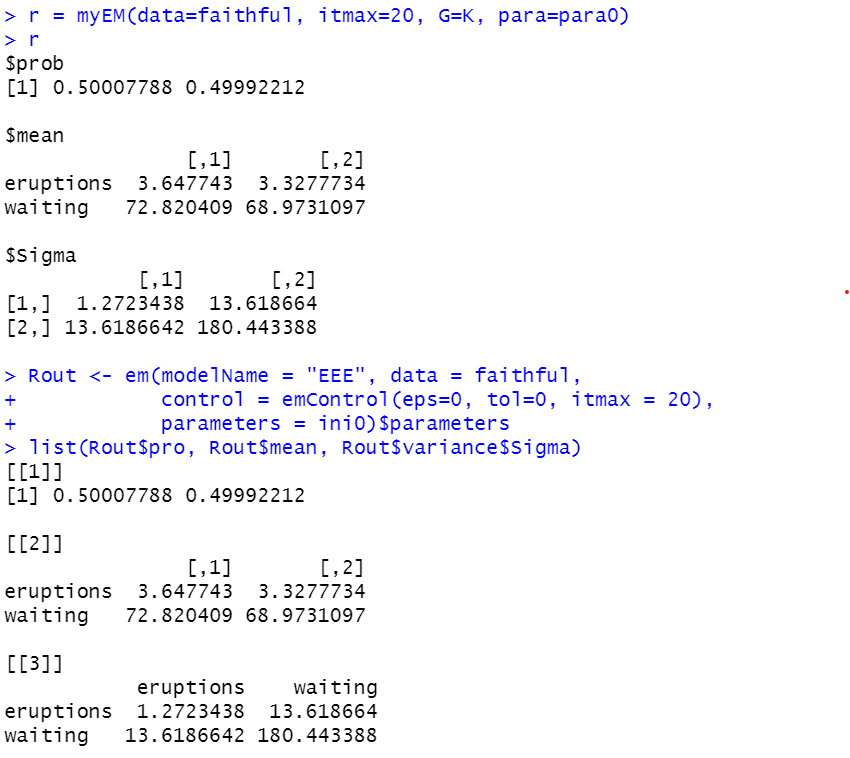 > r = myEM(data=faithful, itmax=20, G=K, para=para0)
> r
$prob
[1] 0.50007788 0.49992212
$mean
[,1] [,2]
eruptions 3.647743 3.3277734
waiting 72.820409 68.9731097
$Sigma
[,1] [,2]
[1,] 1.2723438 13.618664
[2,] 13.6186642 180.443388
> Rout <- em(modelName = "EEE", data = faithful,
+ control = emControl(eps=0, tol=0, itmax = 20),
+ parameters = ini0)$parameters
> list(Rout$pro, Rout$mean, Rout$variance$Sigma)
[[1]]
[1] 0.50007788 0.49992212
[[2]]
[,1] [,2]
eruptions 3.647743 3.3277734
waiting 72.820409 68.9731097
[[3]]
eruptions waiting
eruptions 1.2723438 13.618664
waiting 13.6186642 180.443388